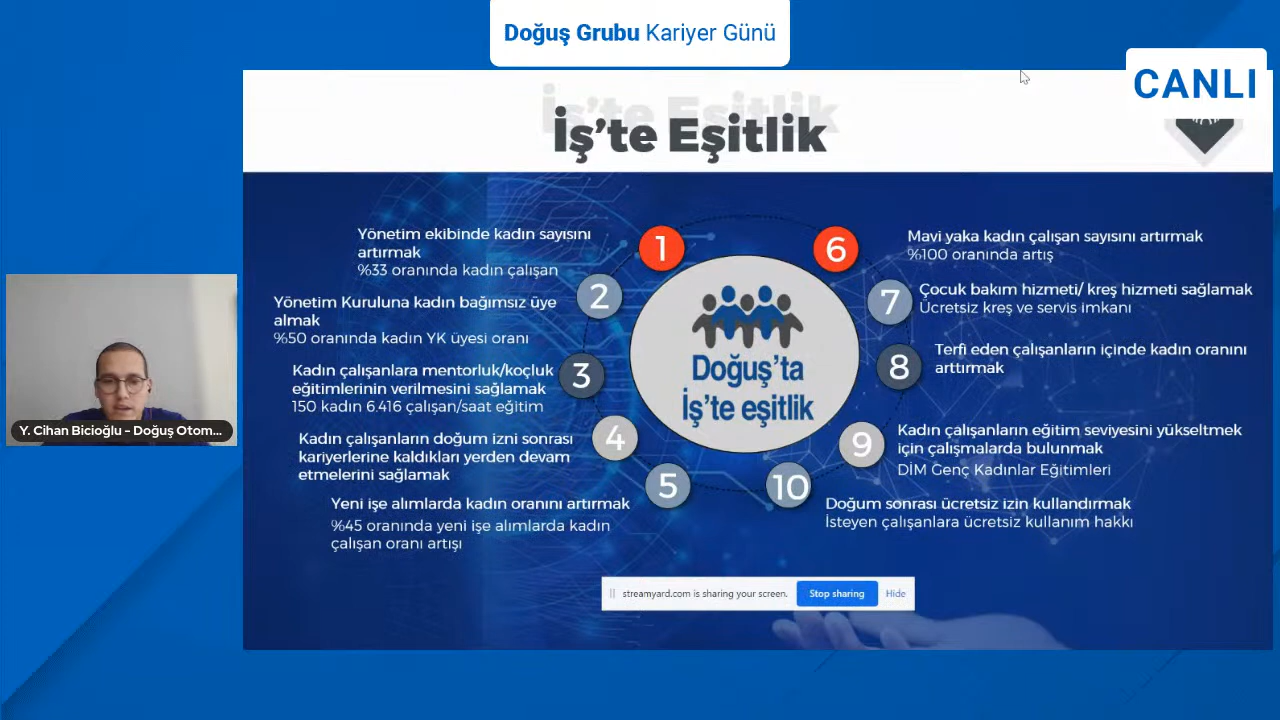 Doğuş Grubu Kariyer Günü
CANLI
İş’te Eşitlik
Yönetim ekibinde kadın sayısını
artırmak
%33 oranında kadın çalışan
1
Yönetim Kuruluna kadın bağımsız üye
almak
%50 oranında kadın YK üyesi oranı
2
Kadın çalışanlara mentorluk/koçluk
eğitimlerinin verilmesini sağlamak
150 kadın 6.416 çalışan/saat eğitim
3
Kadın çalışanların doğum izni sonrası
kariyerlerine kaldıkları yerden devam
etmelerini sağlamak
4
Yeni işe alımlarda kadın oranını artırmak
%45 oranında yeni işe alımlarda kadın
çalışan oranı artışı
5
Doğuş’ta
İş’te eşitlik
6
Mavi yaka kadın çalışan sayısını artırmak
%100 oranında artış
7
Çocuk bakım hizmeti/ kreş hizmeti sağlamak
Ücretsiz kreş ve servis imkanı
8
Terfi eden çalışanların içinde kadın oranını
arttırmak
9
Kadın çalışanların eğitim seviyesini yükseltmek
için çalışmalarda bulunmak
DİM Genç Kadınlar Eğitimleri
10
Doğum sonrası ücretsiz izin kullandırmak
İsteyen çalışanlara ücretsiz kullanım hakkı
Y. Cihan Bicioğlu - Doğuş Otom...
streamyard.com is sharing your screen.
Stop sharing
Hide